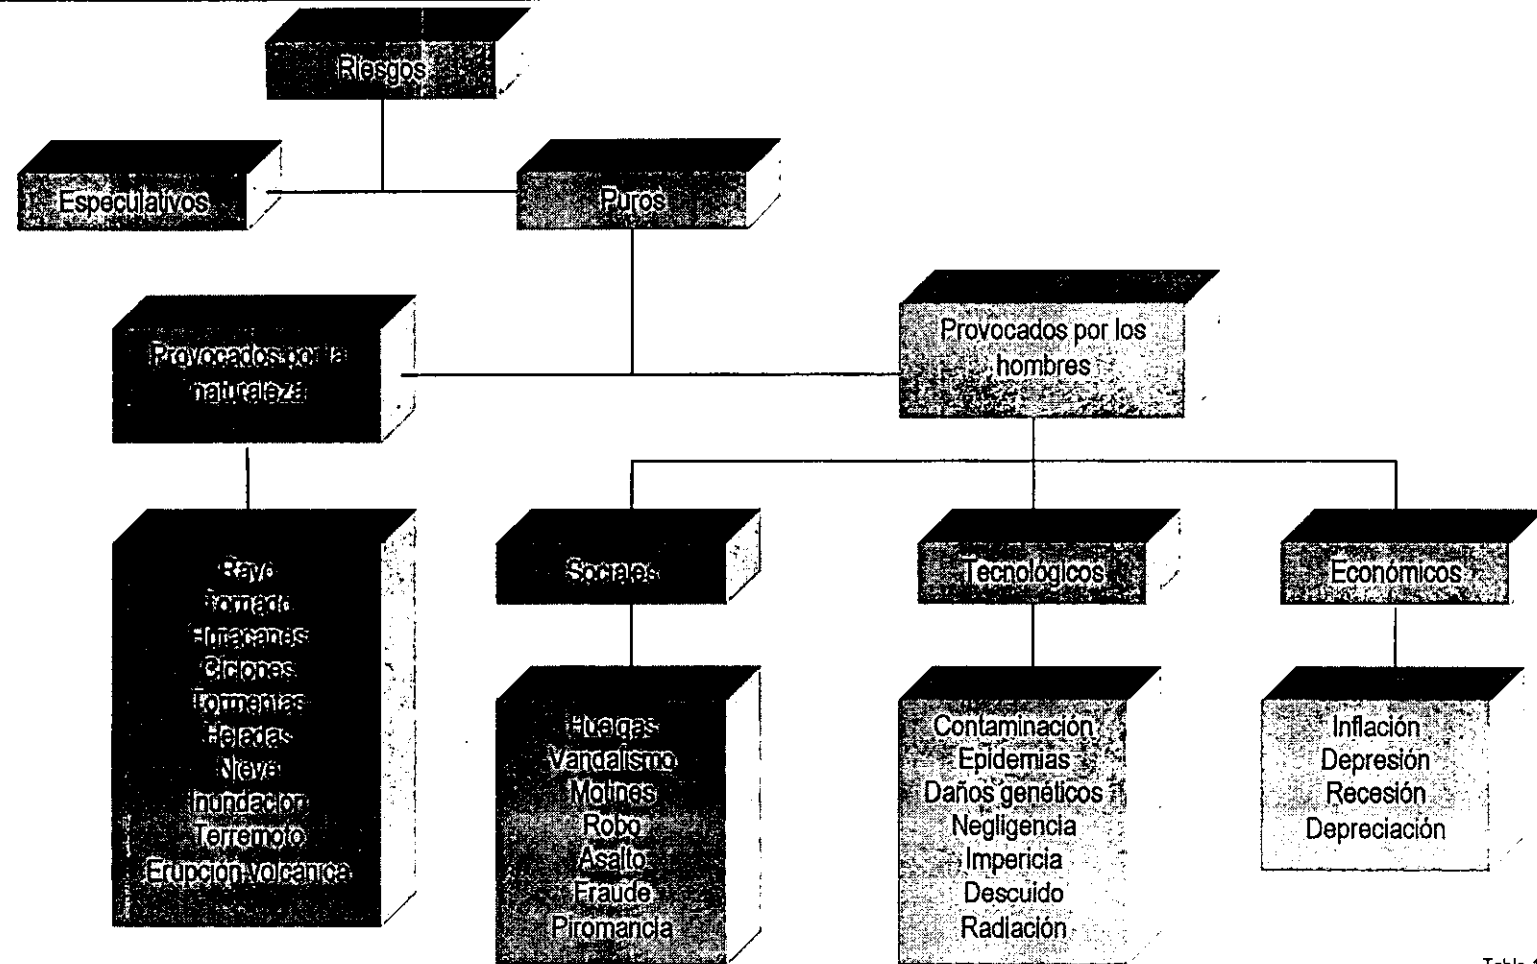 Riesgos
Especulativos
Puros
Provocados por la
naturaleza
Provocados por los
hombres
Rayo
Tornado
Huracanes
Ciclones
Tormentas
Heladas
Nieve
Inundación
Terremoto
Erupción volcánica
Sociales
Huelgas
Vandalismo
Motines
Robo
Asalto
Fraude
Piromancia
Tecnológicos
Contaminación
Epidemias
Daños genéticos
Negligencia
Impericia
Descuido
Radiación
Económicos
Inflación
Depresión
Recesión
Depreciación